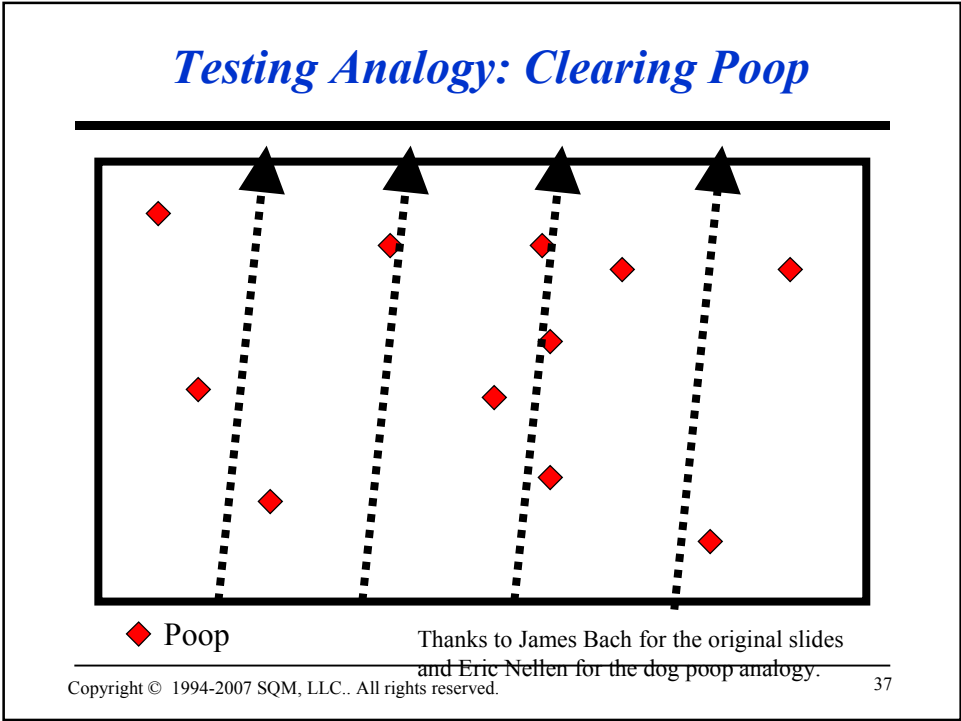 Testing Analogy: Clearing Poop
Poop
Thanks to James Bach for the original slides
and Eric Nellen for the dog poop analogy.
Copyright © 1994-2007 SQM, LLC.. All rights reserved.
37